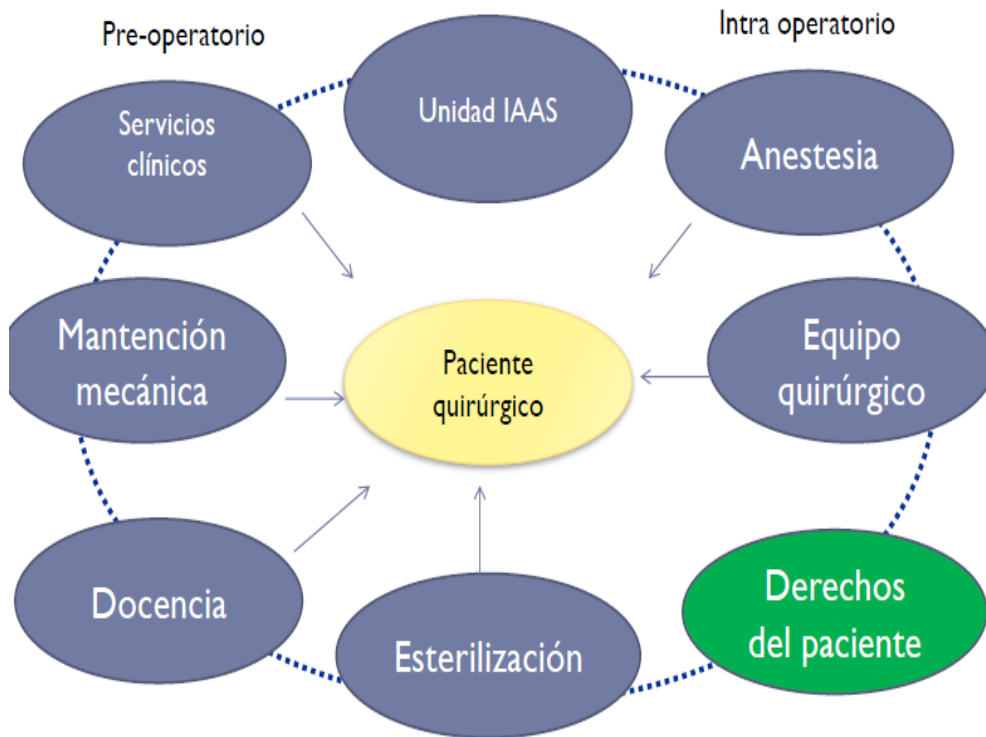 Pre-operatorio
Intra operatorio
Unidad IAAS
Servicios
clínicos
Anestesia
Mantención
mecánica
Paciente
quirúrgico
Equipo
quirúrgico
Docencia
Esterilización
Derechos
del paciente